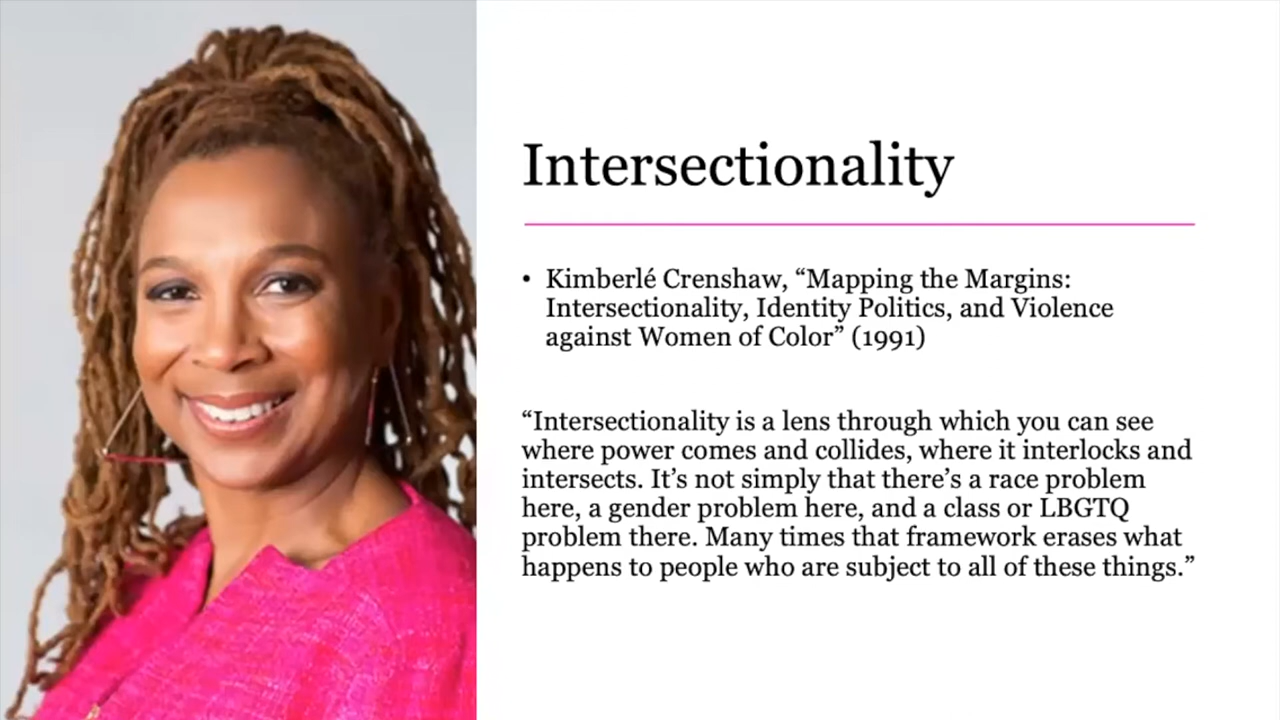 Intersectionality
• Kimberlé Crenshaw, “Mapping the Margins:
Intersectionality, Identity Politics, and Violence
against Women of Color” (1991)
“Intersectionality is a lens through which you can see
where power comes and collides, where it interlocks and
intersects. It’s not simply that there’s a race problem
here, a gender problem here, and a class or LBGTQ
problem there. Many times that framework erases what
happens to people who are subject to all of these things.”